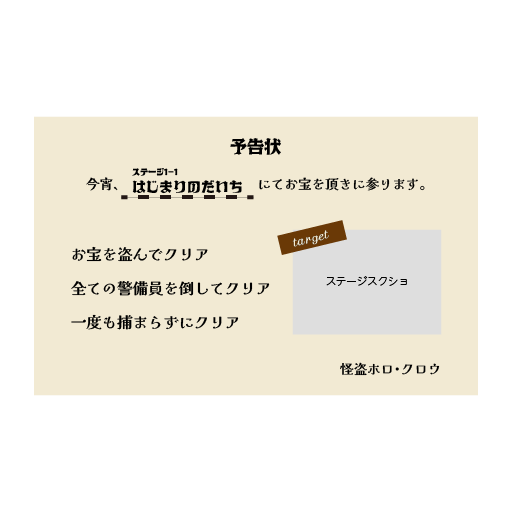 予告状
ステージ1-1
今宵、はじまりのだいち にてお宝を頂きに参ります。
target
お宝を盗んでクリア
ステージスクショ
全ての警備員を倒してクリア
一度も捕まらずにクリア
怪盗ホロ・クロウ